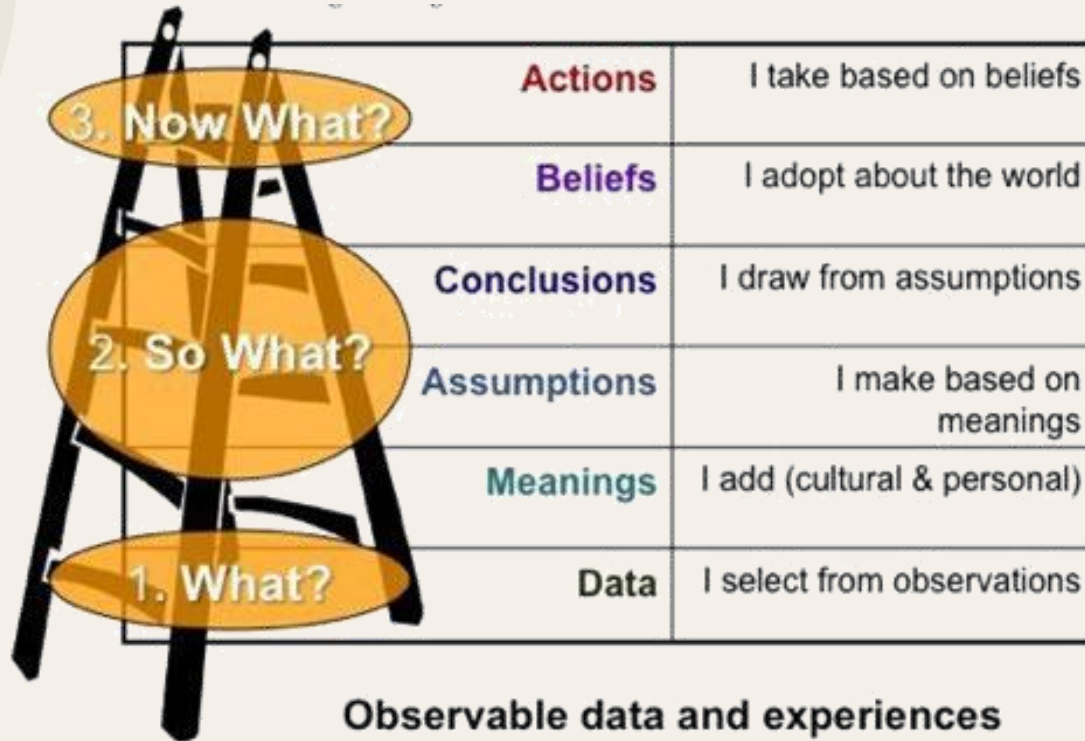 3. Now What?
Actions
I take based on beliefs
Beliefs
I adopt about the world
2. So What?
Conclusions
I draw from assumptions
Assumptions
I make based on
meanings
Meanings
I add (cultural & personal)
1. What?
Data
I select from observations
Observable data and experiences